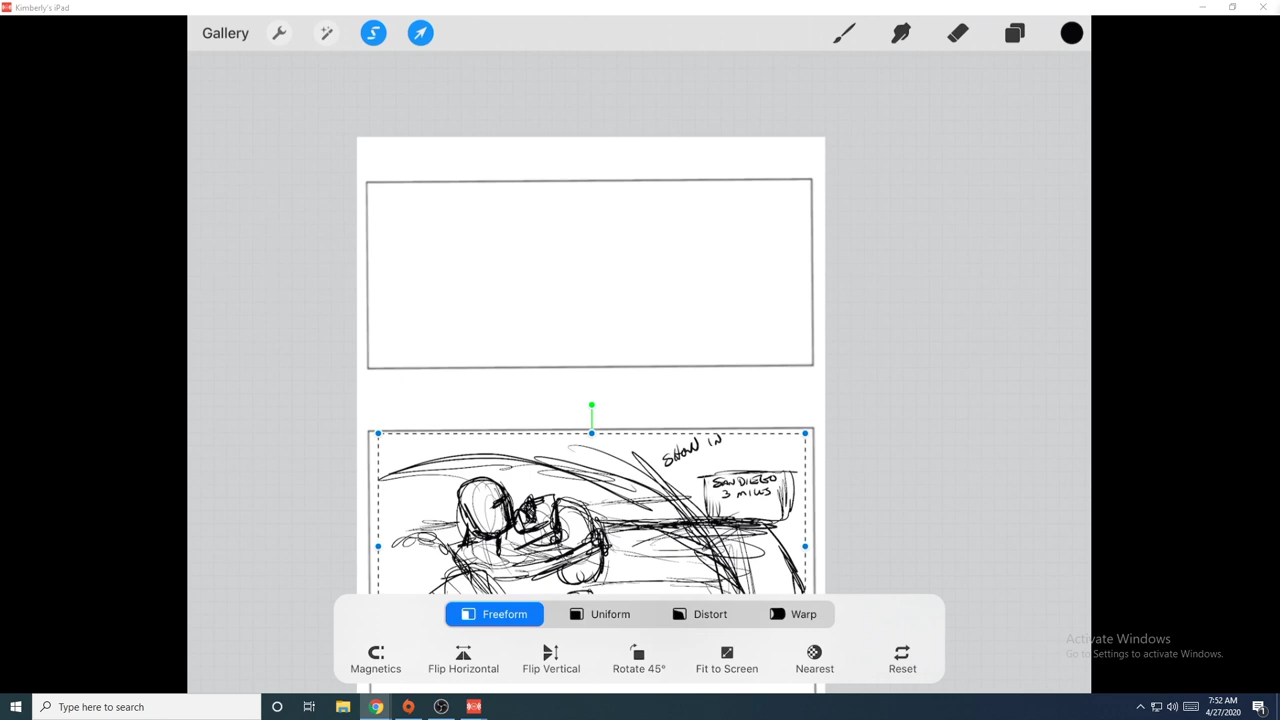 Kimberly's iPad
Gallery
SHOW IN
SAN DIEGO
3 MILES
Freeform
Uniform
Distort
Warp
Magnetics
Flip Horizontal
Flip Vertical
Rotate 45°
Fit to Screen
Nearest
Reset
Activate Windows
Go to Settings to activate Windows.
Type here to search
7:52 AM
4/27/2020
1